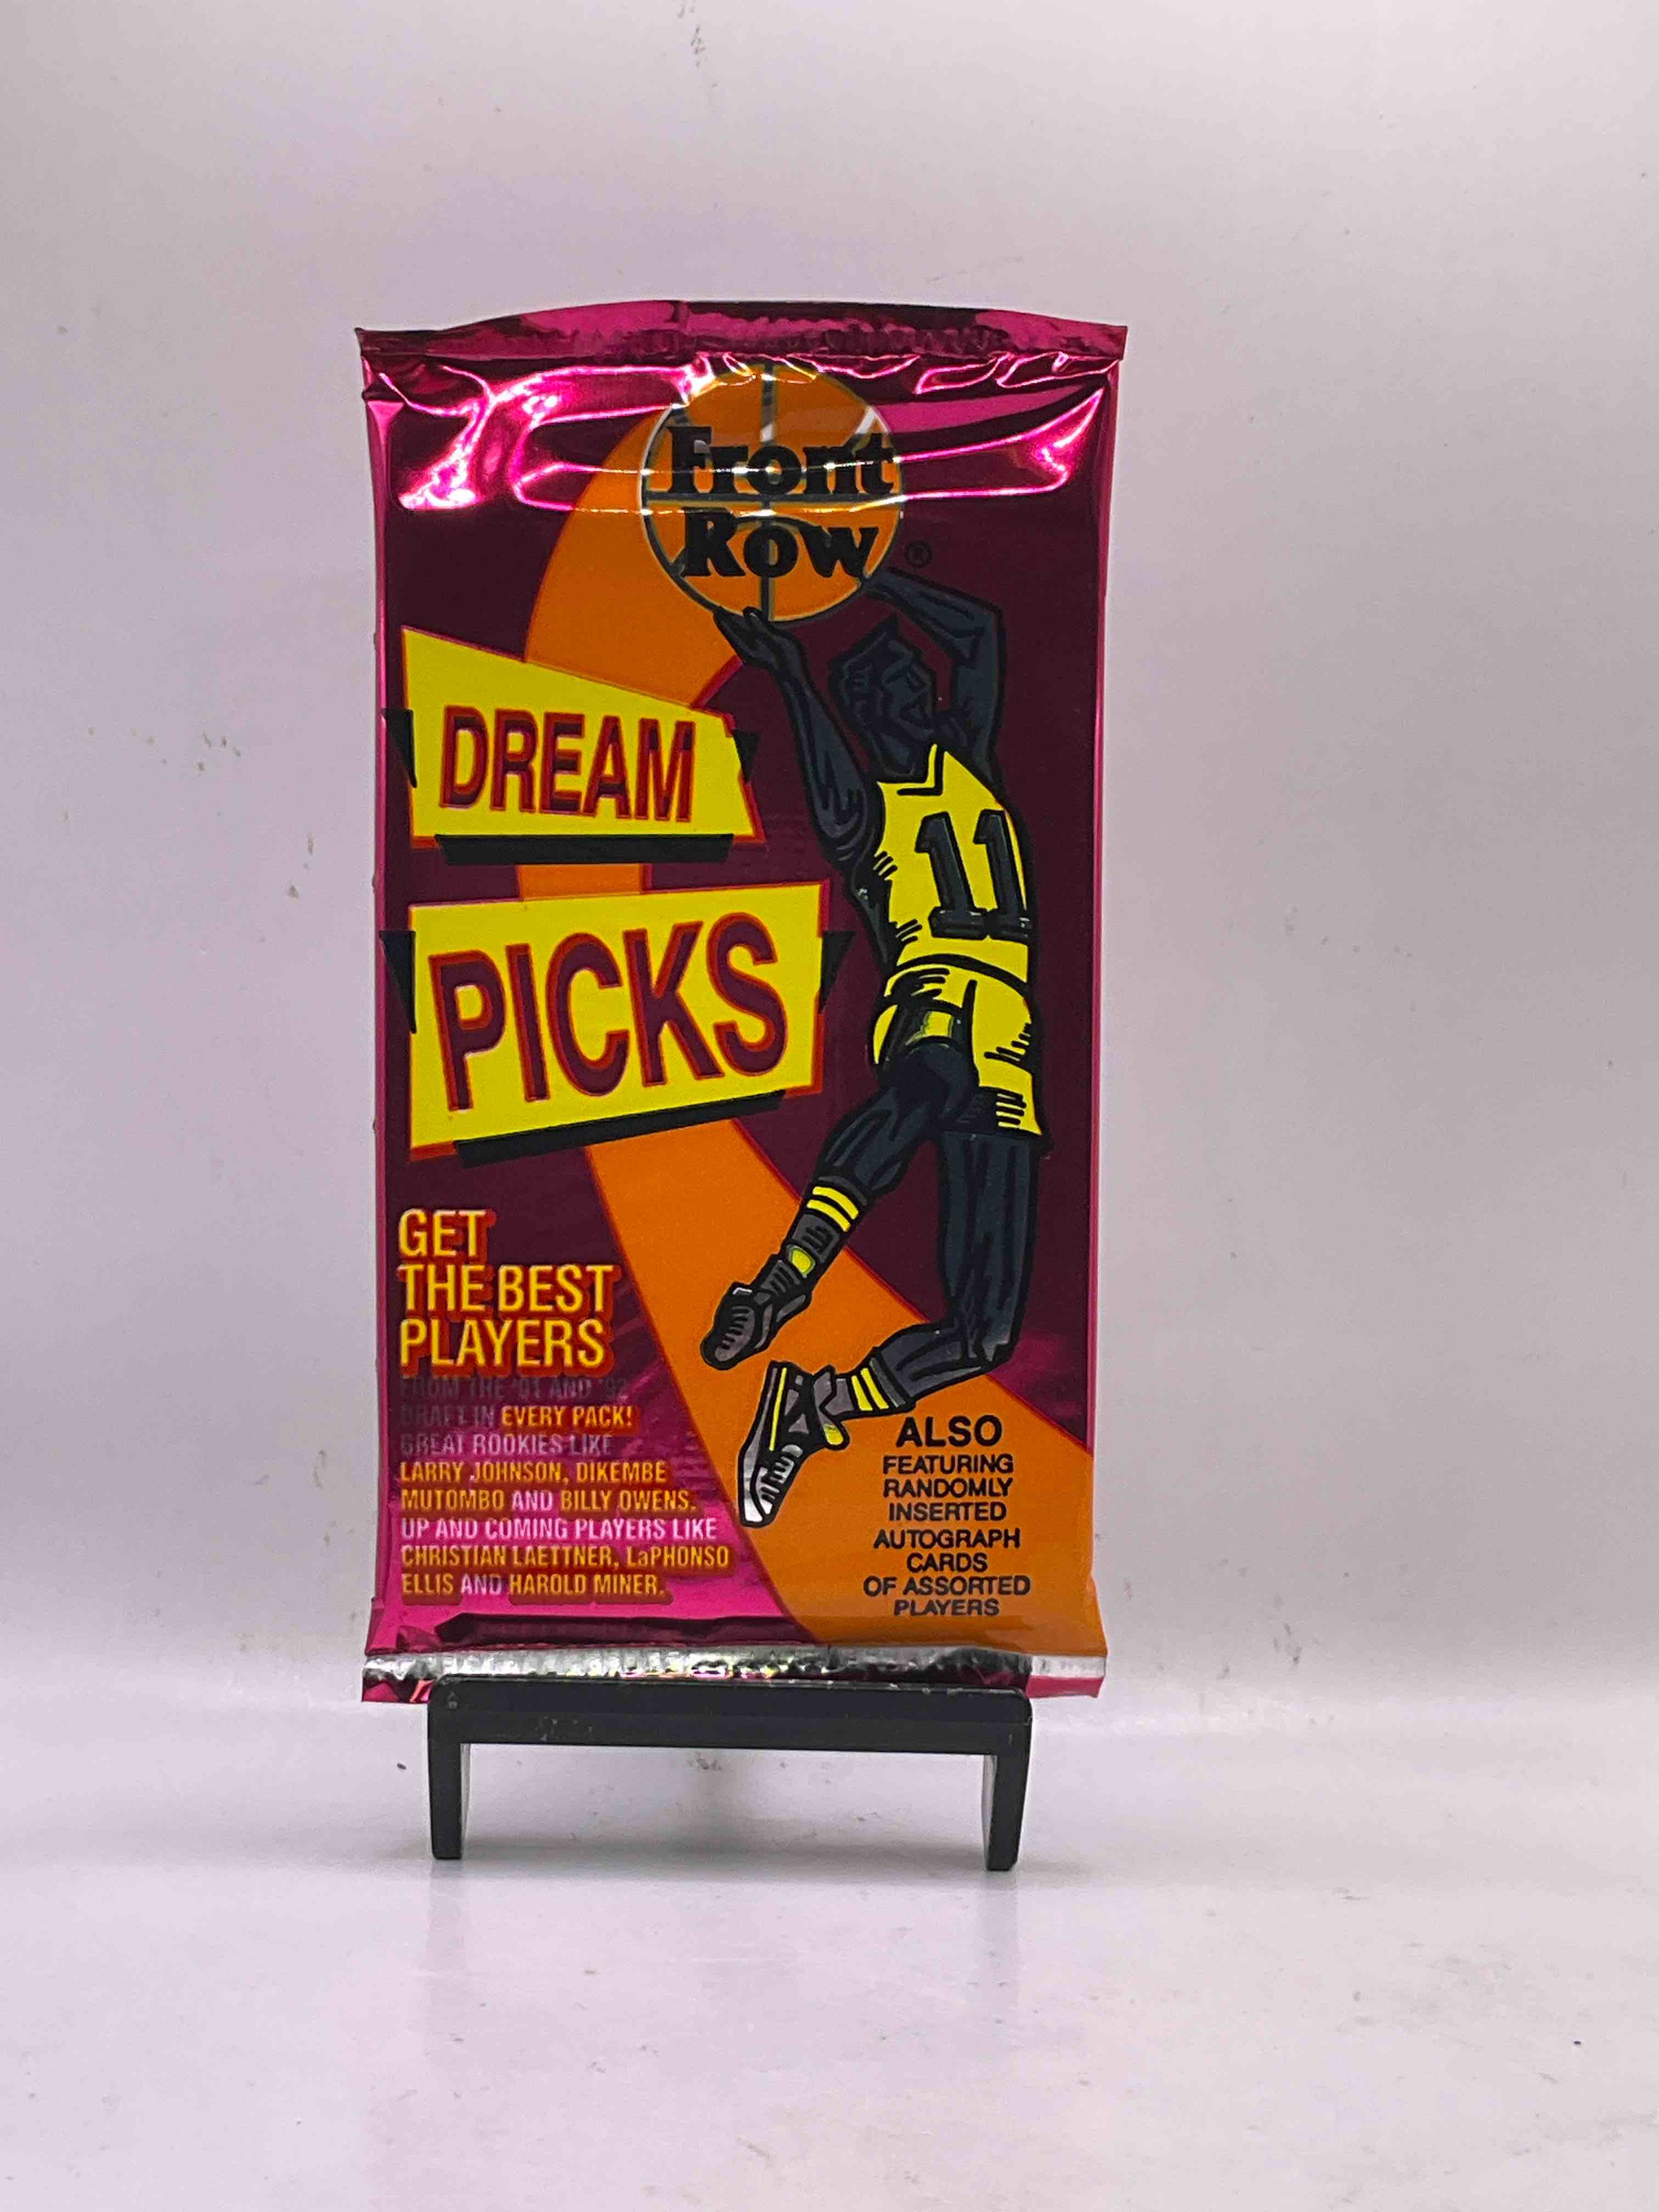 Front
Row
®
DREAM
PICKS
11
GET
THE BEST
PLAYERS
FROM THE '91 AND '92
DRAFT IN EVERY PACK!
GREAT ROOKIES LIKE
LARRY JOHNSON, DIKEMBE
MUTOMBO AND BILLY OWENS.
UP AND COMING PLAYERS LIKE
CHRISTIAN LAETTNER, LaPHONSO
ELLIS AND HAROLD MINER.
ALSO
FEATURING
RANDOMLY
INSERTED
AUTOGRAPH
CARDS
OF ASSORTED
PLAYERS